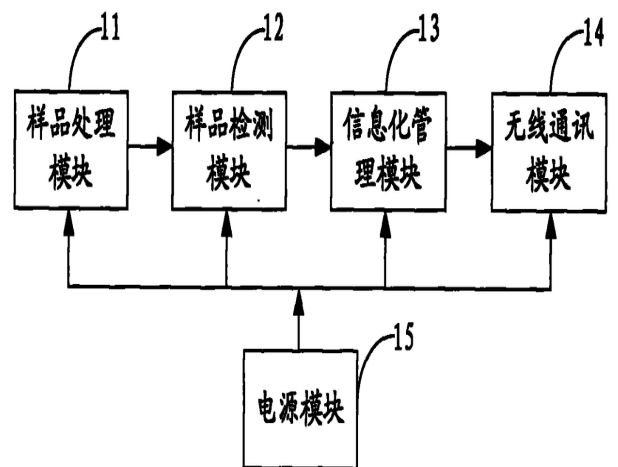 11
12
13
14
样品处理
模块
样品检测
模块
信息化管
理模块
无线通讯
模块
15
电源模块